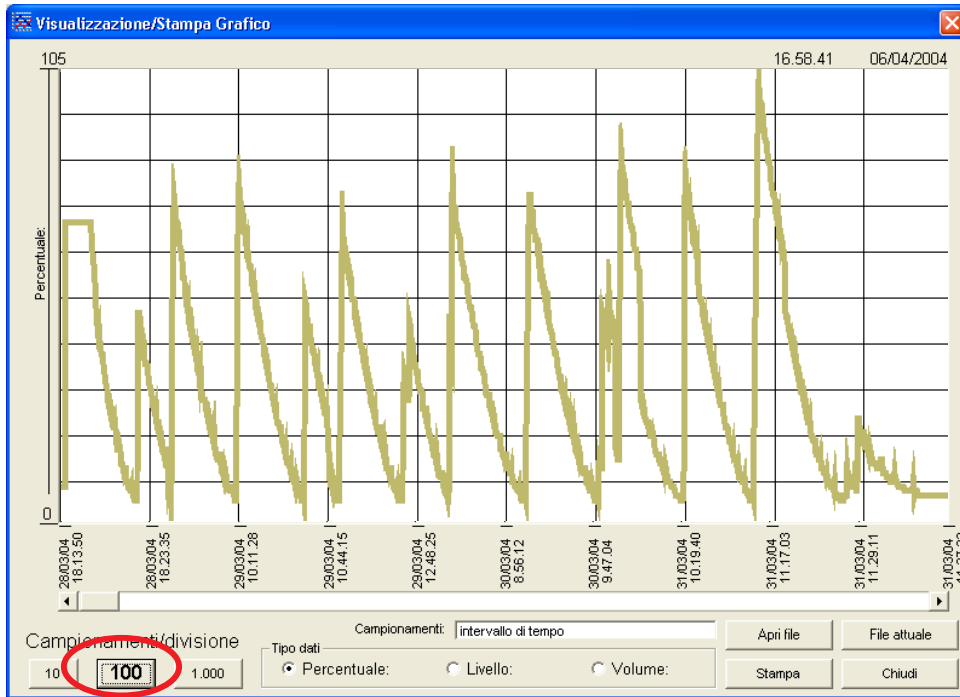 Visualizzazione/Stampa Grafico
105
16.58.41 06/04/2004
Percentuale:
0
28/03/04
18.13.50
28/03/04
18.23.35
29/03/04
10.11.28
29/03/04
10.44.15
29/03/04
12.48.25
30/03/04
8.56.12
30/03/04
9.47.04
31/03/04
10.19.40
31/03/04
11.17.03
31/03/04
11.29.11
31/03/04
Campionamenti/divisione
10 100 1.000
Campionamenti: intervallo di tempo
Tipo dati
Percentuale: Livello: Volume:
Apri file File attuale
Stampa Chiudi